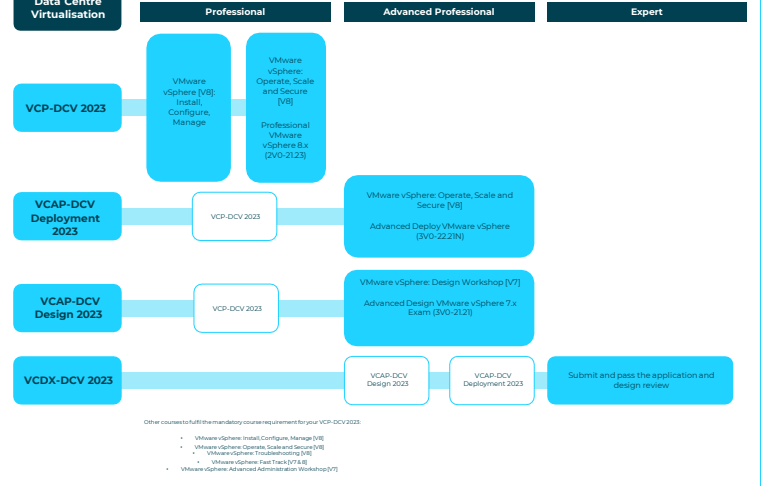 Data Centre
Virtualisation
Professional
Advanced Professional
Expert
VCP-DCV 2023
VMware
vSphere [V8]:
Install,
Configure,
Manage
VMware
vSphere:
Operate, Scale
and Secure
[V8]
Professional
VMware
vSphere 8.x
(2V0-21.23)
VCAP-DCV
Deployment
2023
VCP-DCV 2023
VMware vSphere: Operate, Scale and
Secure [V8]
Advanced Deploy VMware vSphere
(3V0-22.21N)
VCAP-DCV
Design 2023
VCP-DCV 2023
VMware vSphere: Design Workshop [V7]
Advanced Design VMware vSphere 7.x
Exam (3V0-21.21)
VCDX-DCV 2023
VCAP-DCV
Design 2023
VCAP-DCV
Deployment 2023
Submit and pass the application and
design review
Other courses to fulfil the mandatory course requirement for your VCP-DCV 2023:
• VMware vSphere: Install, Configure, Manage [V8]
• VMware vSphere: Operate, Scale and Secure [V8]
• VMware vSphere: Troubleshooting [V8]
• VMware vSphere: Fast Track [V7 & 8]
• VMware vSphere: Advanced Administration Workshop [V7]